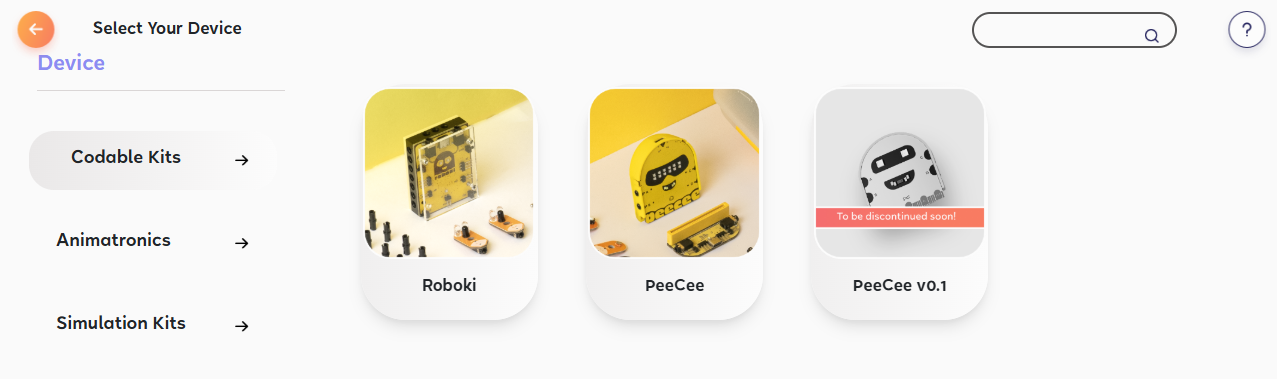 Select Your Device
Device
Codable Kits
Animatronics
Simulation Kits
To be discontinued soon!
Roboki
PeeCee
PeeCee v0.1
?